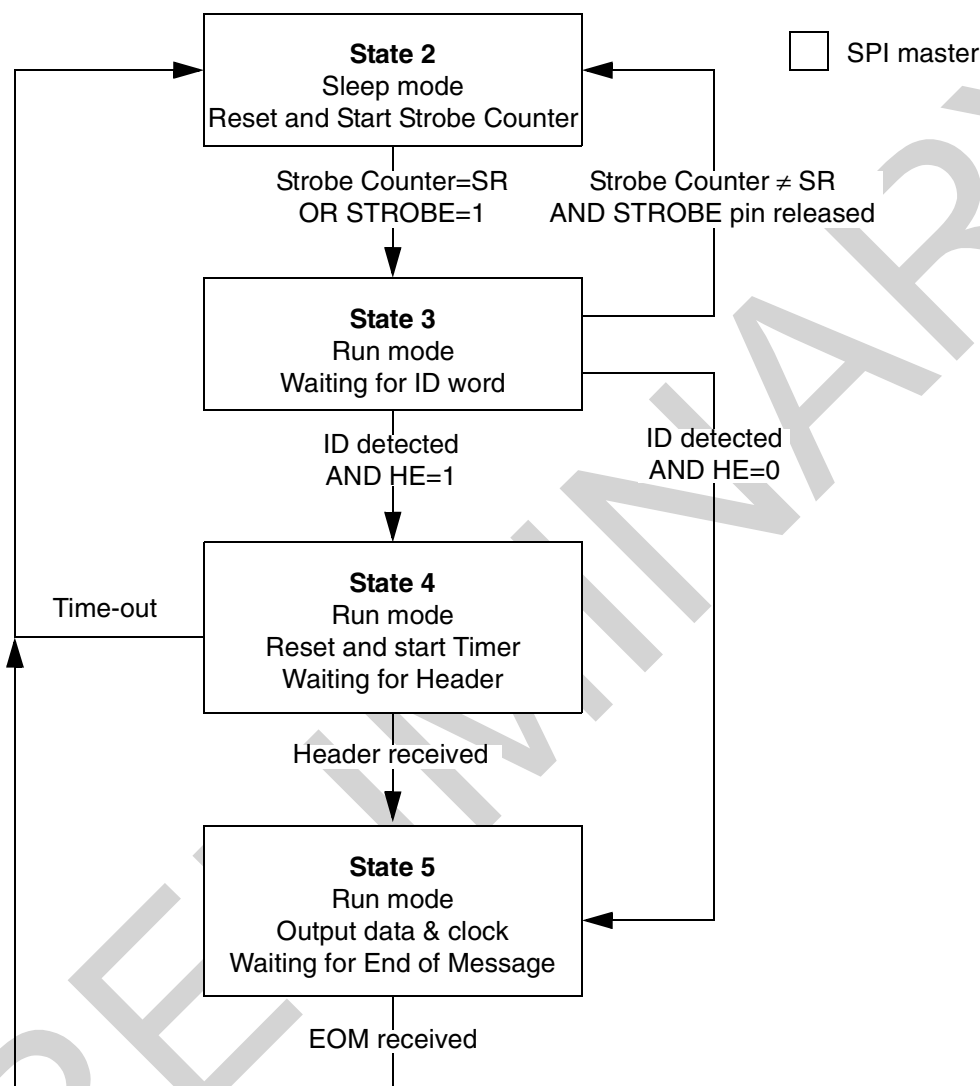 State 2
Sleep mode
Reset and Start Strobe Counter
SPI master
Strobe Counter=SR
OR STROBE=1
Strobe Counter ≠ SR
AND STROBE pin released
State 3
Run mode
Waiting for ID word
ID detected
AND HE=1
ID detected
AND HE=0
State 4
Run mode
Reset and start Timer
Waiting for Header
Time-out
Header received
State 5
Run mode
Output data & clock
Waiting for End of Message
EOM received